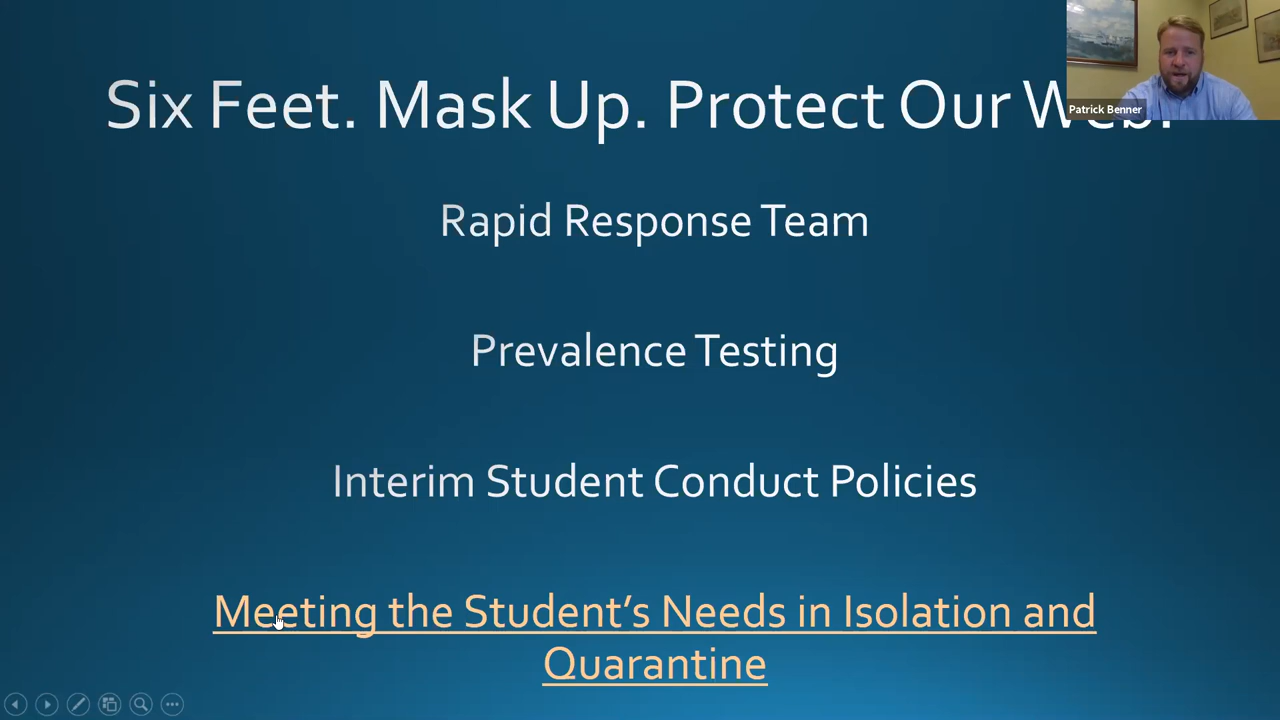 Six Feet. Mask Up. Protect Our Web.
Patrick Benner
Rapid Response Team
Prevalence Testing
Interim Student Conduct Policies
Meeting the Student’s Needs in Isolation and
Quarantine